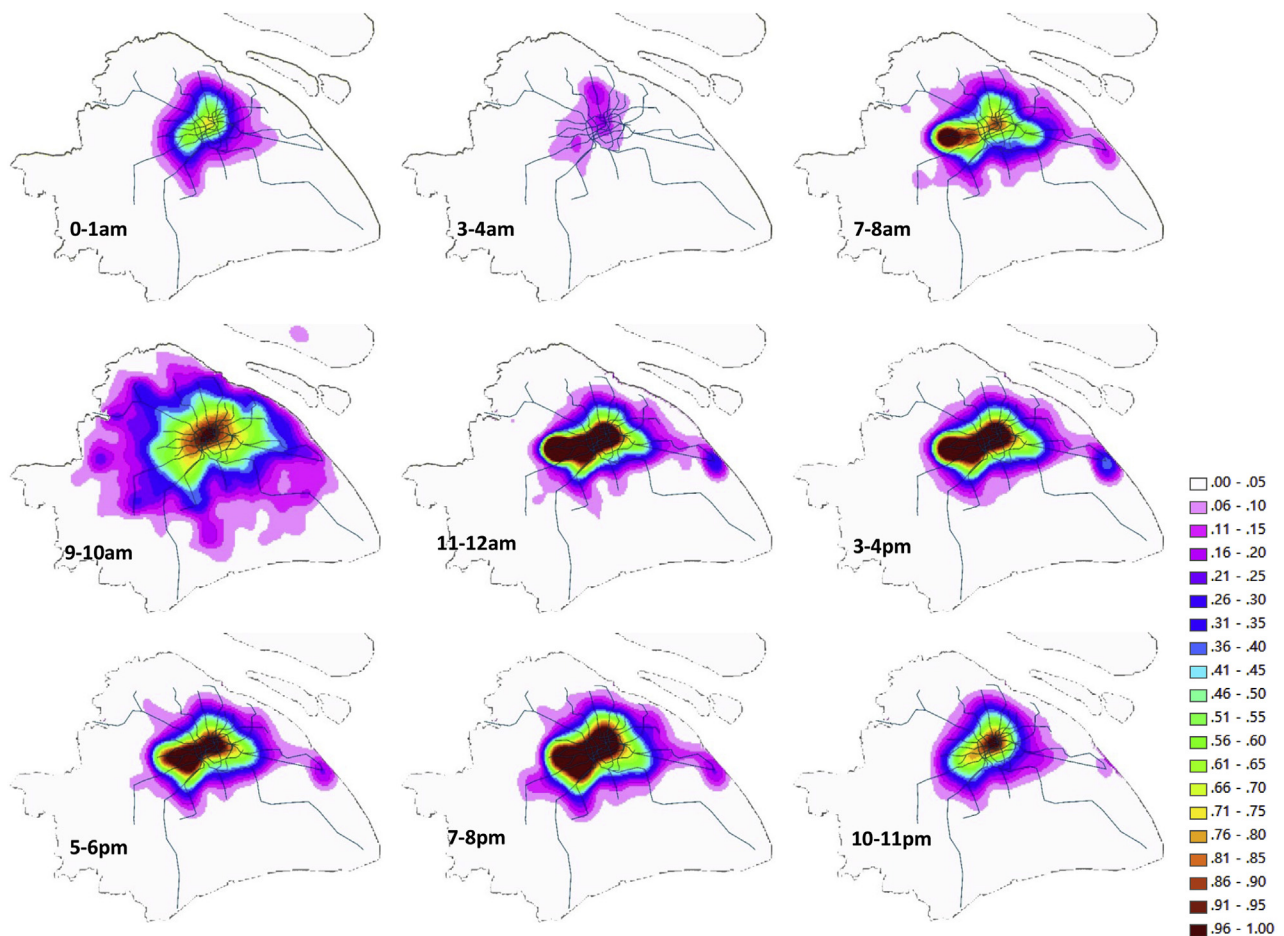 0-1am
3-4am
7-8am
9-10am
11-12am
3-4pm
5-6pm
7-8pm
10-11pm
.00 - .05
.06 - .10
.11 - .15
.16 - .20
.21 - .25
.26 - .30
.31 - .35
.36 - .40
.41 - .45
.46 - .50
.51 - .55
.56 - .60
.61 - .65
.66 - .70
.71 - .75
.76 - .80
.81 - .85
.86 - .90
.91 - .95
.96 - 1.00